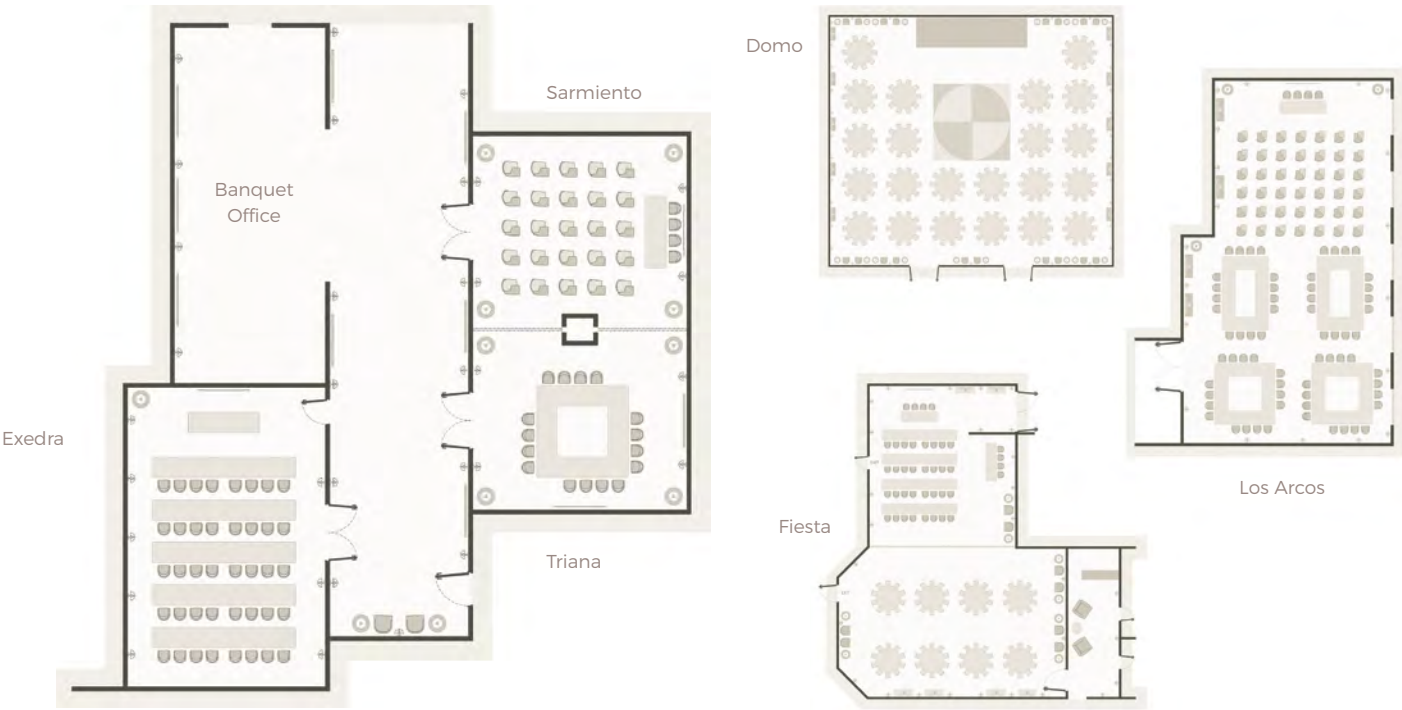 Domo
Sarmiento
Banquet
Office
Exedra
Los Arcos
Fiesta
Triana